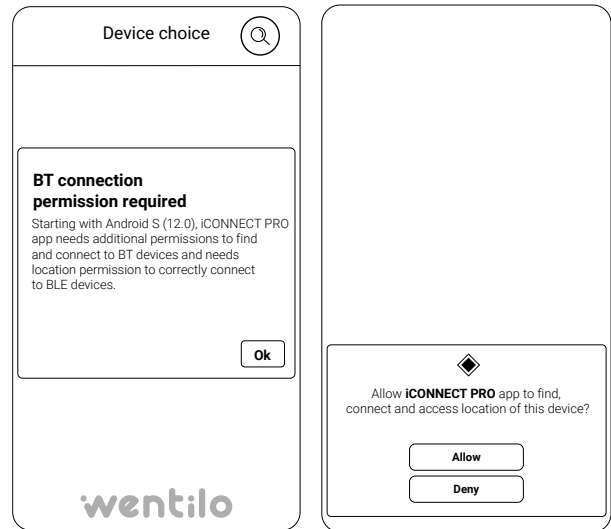 Device choice
BT connection
permission required
Starting with Android S (12.0), iCONNECT PRO
app needs additional permissions to find
and connect to BT devices and needs
location permission to correctly connect
to BLE devices.
Ok
wentilo
Allow iCONNECT PRO app to find,
connect and access location of this device?
Allow
Deny